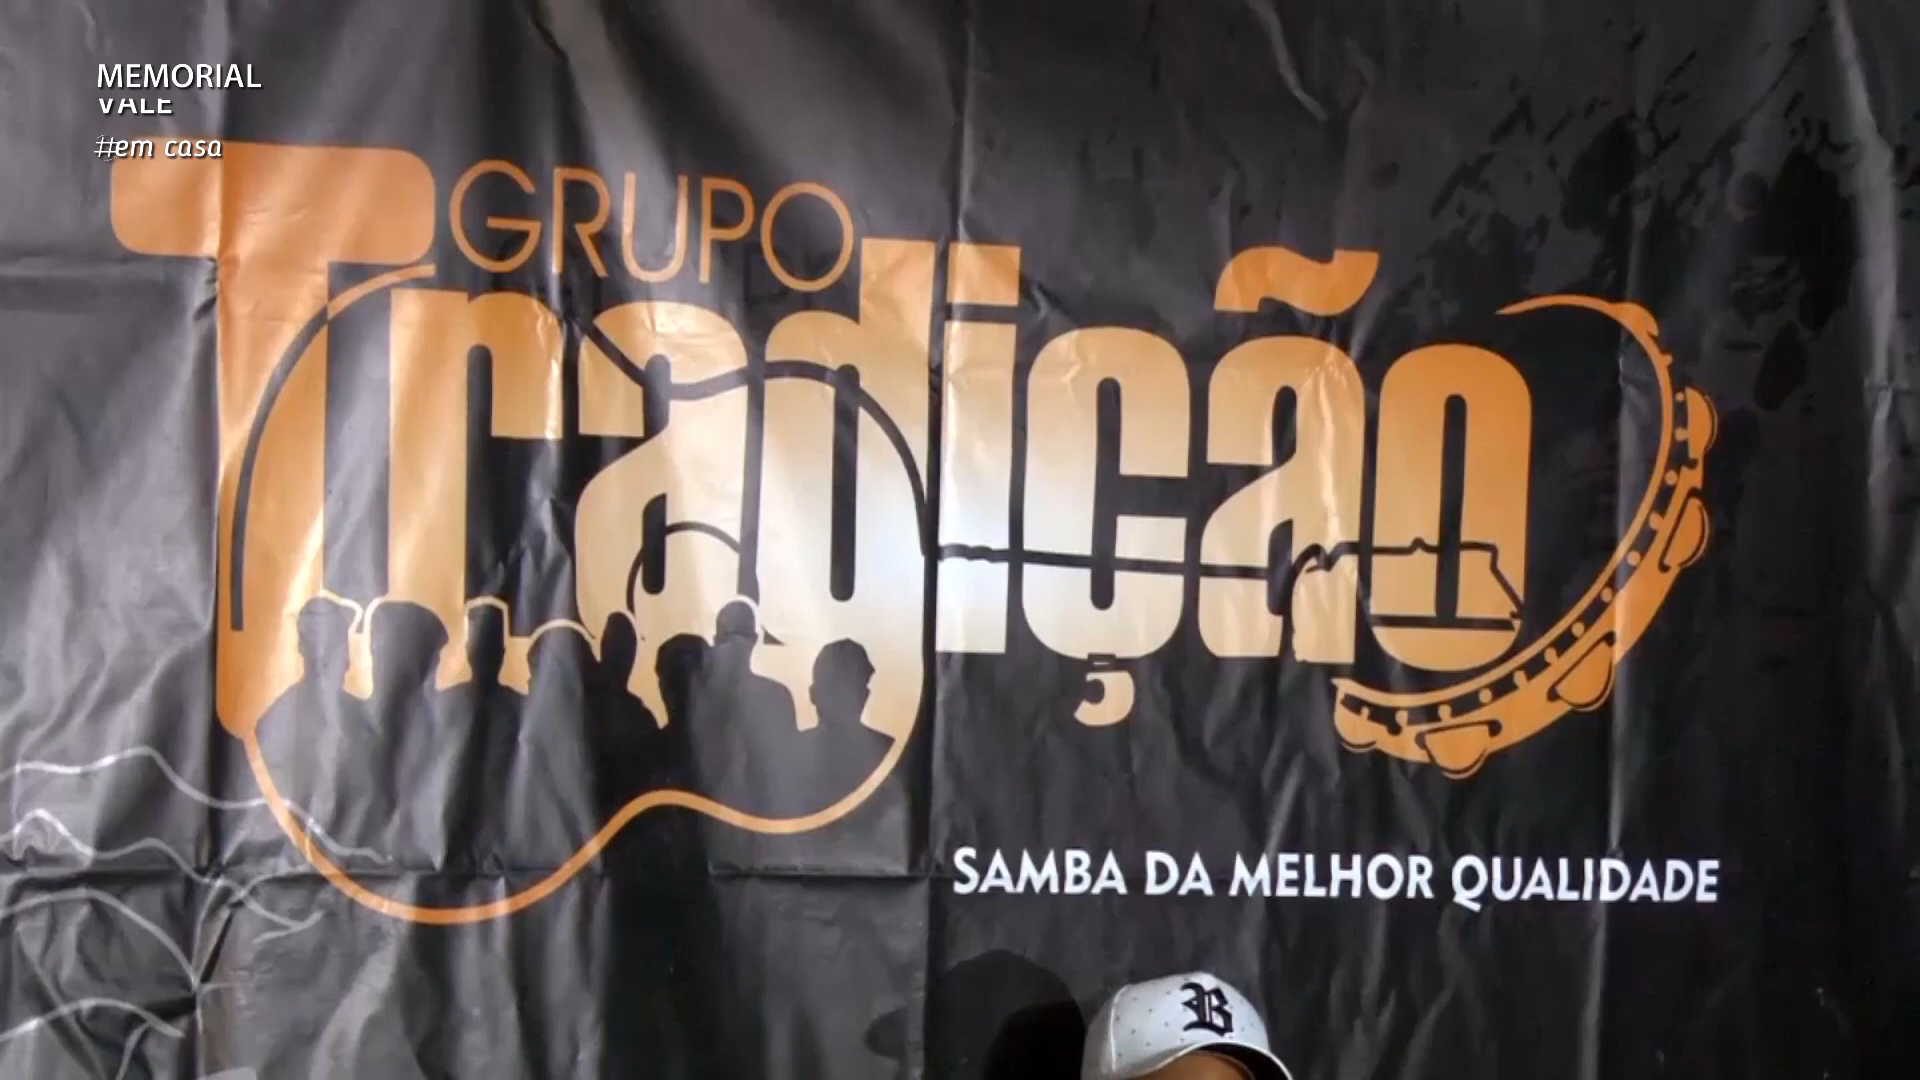 MEMORIAL
VALE
#em casa
GRUPO
Tradição
SAMBA DA MELHOR QUALIDADE
B